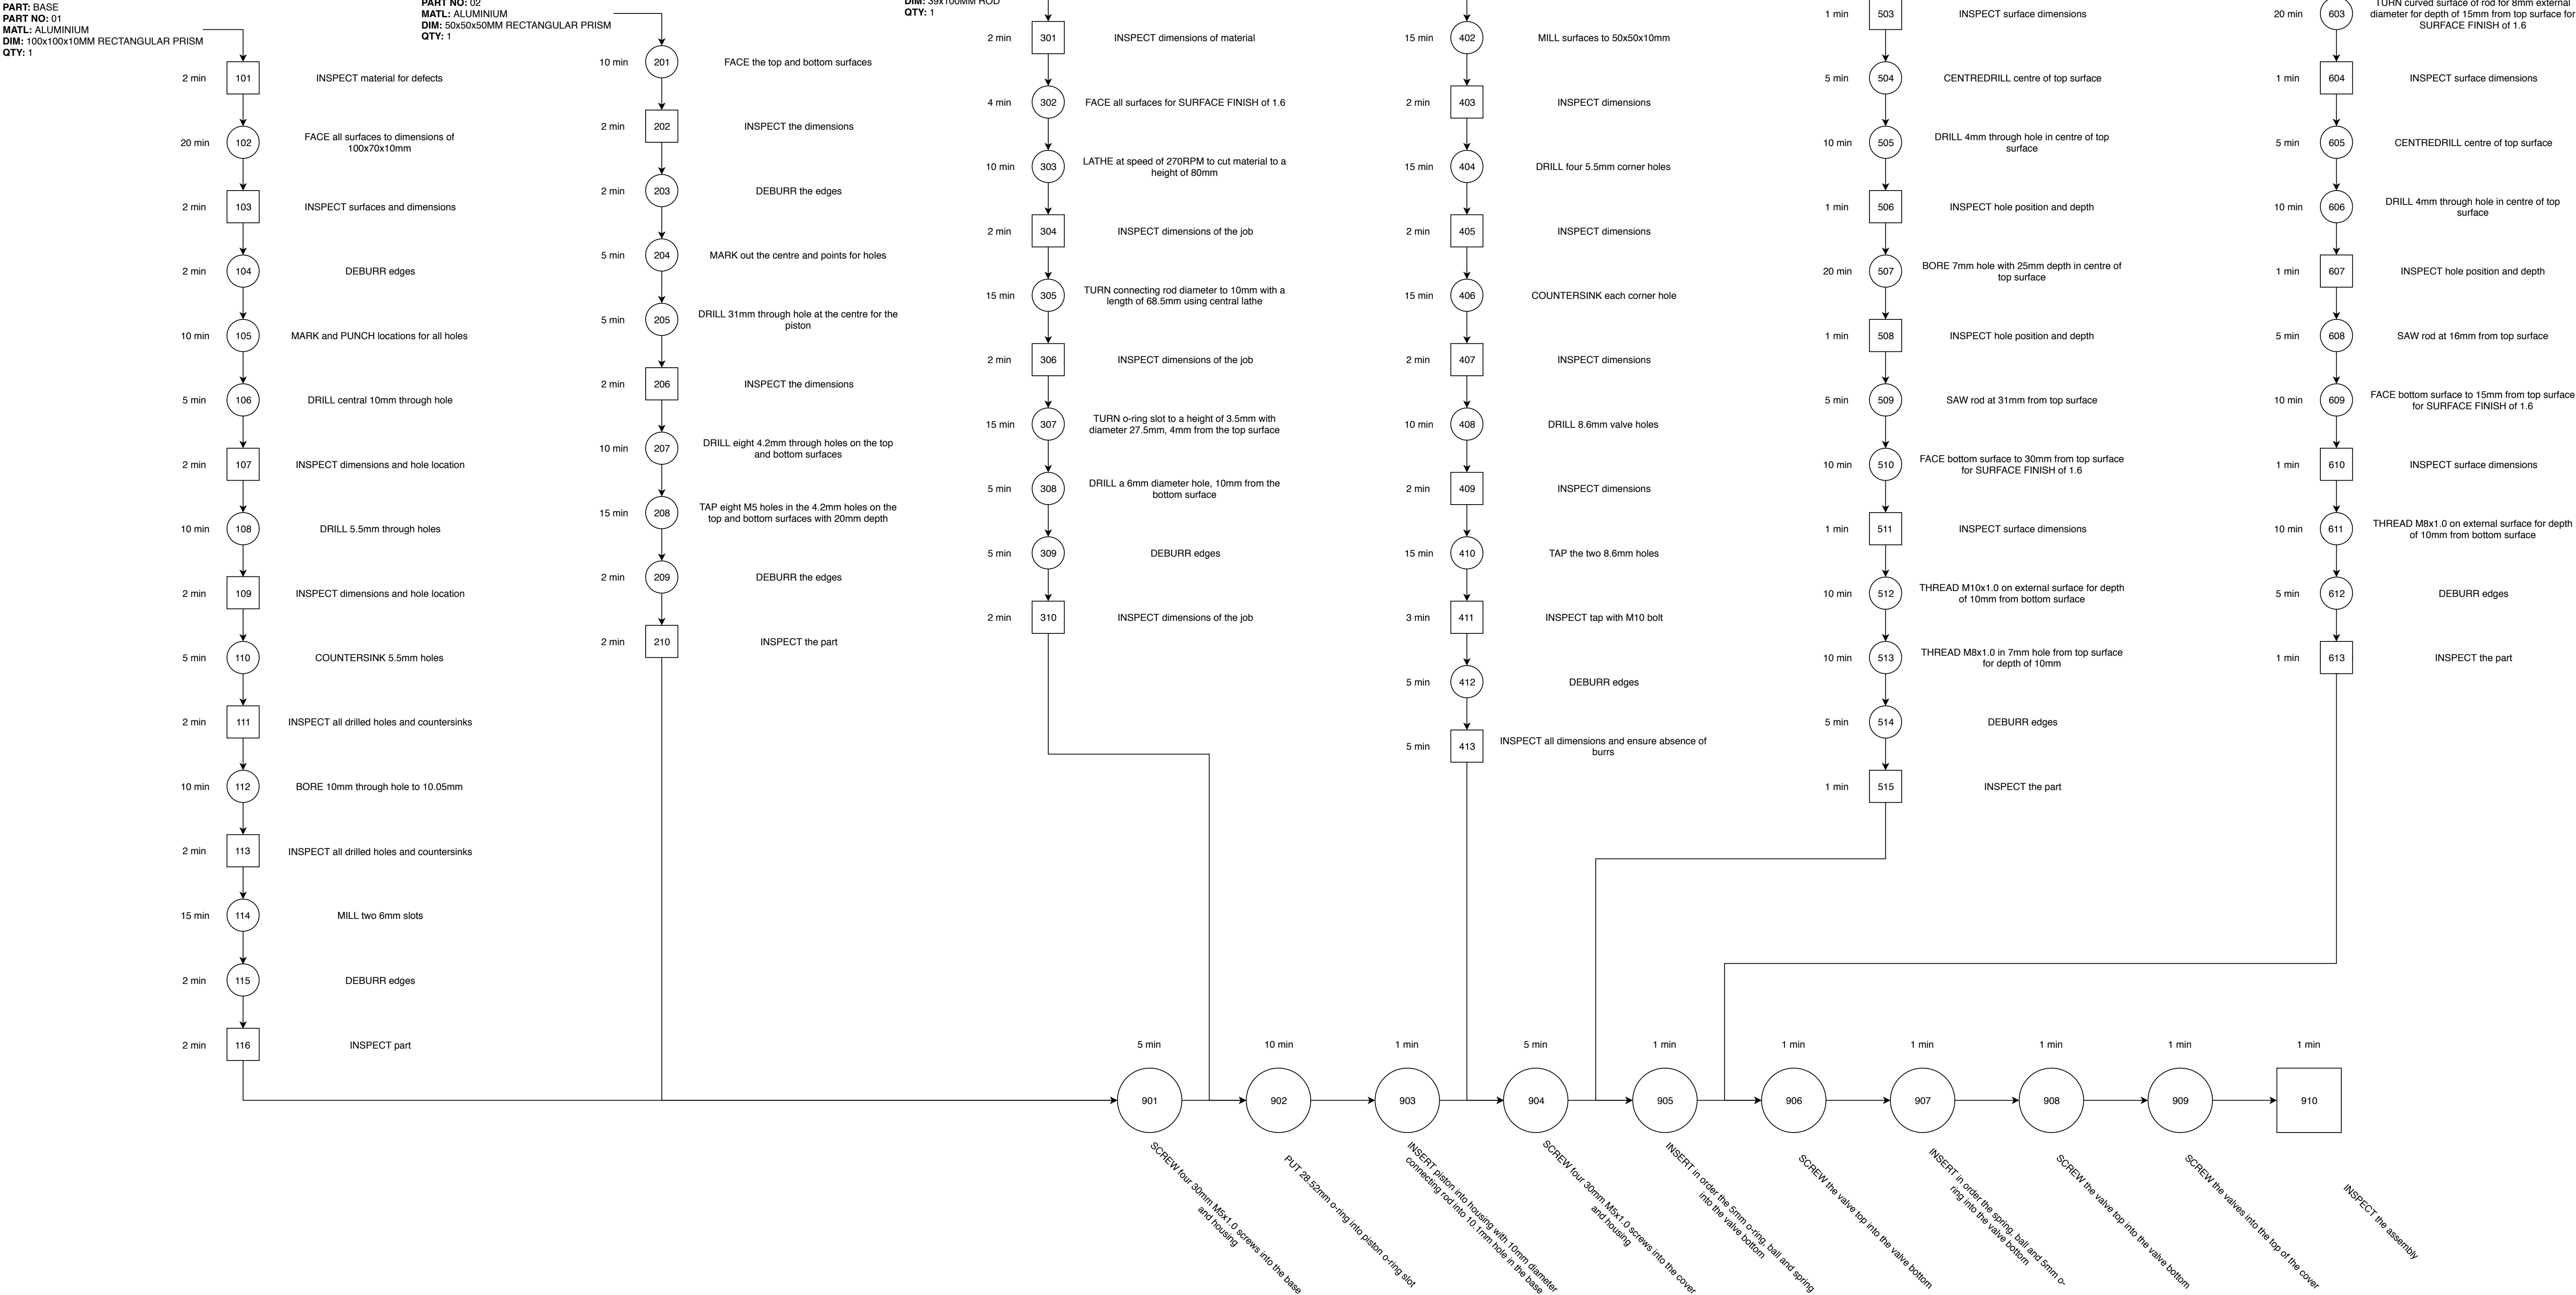 PART: BASE
PART NO: 01
MATL: ALUMINIUM
DIM: 100x100x10MM RECTANGULAR PRISM
QTY: 1
2 min
101
INSPECT material for defects
20 min
102
FACE all surfaces to dimensions of
100x70x10mm
2 min
103
INSPECT surfaces and dimensions
2 min
104
DEBURR edges
10 min
105
MARK and PUNCH locations for all holes
5 min
106
DRILL central 10mm through hole
2 min
107
INSPECT dimensions and hole location
10 min
108
DRILL 5.5mm through holes
2 min
109
INSPECT dimensions and hole location
5 min
110
COUNTERSINK 5.5mm holes
2 min
111
INSPECT all drilled holes and countersinks
10 min
112
BORE 10mm through hole to 10.05mm
2 min
113
INSPECT all drilled holes and countersinks
15 min
114
MILL two 6mm slots
2 min
115
DEBURR edges
2 min
116
INSPECT part
PART NO: 02
MATL: ALUMINIUM
DIM: 50x50x50MM RECTANGULAR PRISM
QTY: 1
10 min
201
FACE the top and bottom surfaces
2 min
202
INSPECT the dimensions
2 min
203
DEBURR the edges
5 min
204
MARK out the centre and points for holes
5 min
205
DRILL 31mm through hole at the centre for the
piston
2 min
206
INSPECT the dimensions
10 min
207
DRILL eight 4.2mm through holes on the top
and bottom surfaces
15 min
208
TAP eight M5 holes in the 4.2mm holes on the
top and bottom surfaces with 20mm depth
2 min
209
DEBURR the edges
2 min
210
INSPECT the part
DIM: 39x100MM ROD
QTY: 1
2 min
301
INSPECT dimensions of material
4 min
302
FACE all surfaces for SURFACE FINISH of 1.6
10 min
303
LATHE at speed of 270RPM to cut material to a
height of 80mm
2 min
304
INSPECT dimensions of the job
15 min
305
TURN connecting rod diameter to 10mm with a
length of 68.5mm using central lathe
2 min
306
INSPECT dimensions of the job
15 min
307
TURN o-ring slot to a height of 3.5mm with
diameter 27.5mm, 4mm from the top surface
5 min
308
DRILL a 6mm diameter hole, 10mm from the
bottom surface
5 min
309
DEBURR edges
2 min
310
INSPECT dimensions of the job
15 min
402
MILL surfaces to 50x50x10mm
2 min
403
INSPECT dimensions
15 min
404
DRILL four 5.5mm corner holes
2 min
405
INSPECT dimensions
15 min
406
COUNTERSINK each corner hole
2 min
407
INSPECT dimensions
10 min
408
DRILL 8.6mm valve holes
2 min
409
INSPECT dimensions
15 min
410
TAP the two 8.6mm holes
3 min
411
INSPECT tap with M10 bolt
5 min
412
DEBURR edges
5 min
413
INSPECT all dimensions and ensure absence of
burrs
1 min
503
INSPECT surface dimensions
5 min
504
CENTREDRILL centre of top surface
10 min
505
DRILL 4mm through hole in centre of top
surface
1 min
506
INSPECT hole position and depth
20 min
507
BORE 7mm hole with 25mm depth in centre of
top surface
1 min
508
INSPECT hole position and depth
5 min
509
SAW rod at 31mm from top surface
10 min
510
FACE bottom surface to 30mm from top surface
for SURFACE FINISH of 1.6
1 min
511
INSPECT surface dimensions
10 min
512
THREAD M10x1.0 on external surface for depth
of 10mm from bottom surface
10 min
513
THREAD M8x1.0 in 7mm hole from top surface
for depth of 10mm
5 min
514
DEBURR edges
1 min
515
INSPECT the part
20 min
603
TURN curved surface of rod for 8mm external
diameter for depth of 15mm from top surface for
SURFACE FINISH of 1.6
1 min
604
INSPECT surface dimensions
5 min
605
CENTREDRILL centre of top surface
10 min
606
DRILL 4mm through hole in centre of top
surface
1 min
607
INSPECT hole position and depth
5 min
608
SAW rod at 16mm from top surface
10 min
609
FACE bottom surface to 15mm from top surface
for SURFACE FINISH of 1.6
1 min
610
INSPECT surface dimensions
10 min
611
THREAD M8x1.0 on external surface for depth
of 10mm from bottom surface
5 min
612
DEBURR edges
1 min
613
INSPECT the part
5 min
901
SCREW four 30mm M5x1.0 screws into the base
and housing
10 min
902
PUT 28.52mm o-ring into piston o-ring slot
1 min
903
INSERT piston into housing with 10mm diameter
connecting rod into 10.1mm hole in the base
5 min
904
SCREW four 30mm M5x1.0 screws into the cover
and housing
1 min
905
INSERT in order the 5mm o-ring, ball and spring
into the valve bottom
1 min
906
SCREW the valve top into the valve bottom
1 min
907
INSERT in order the spring, ball and 5mm o-
ring into the valve bottom
1 min
908
SCREW the valve top into the valve bottom
1 min
909
SCREW the valves into the top of the cover
1 min
910
INSPECT the assembly